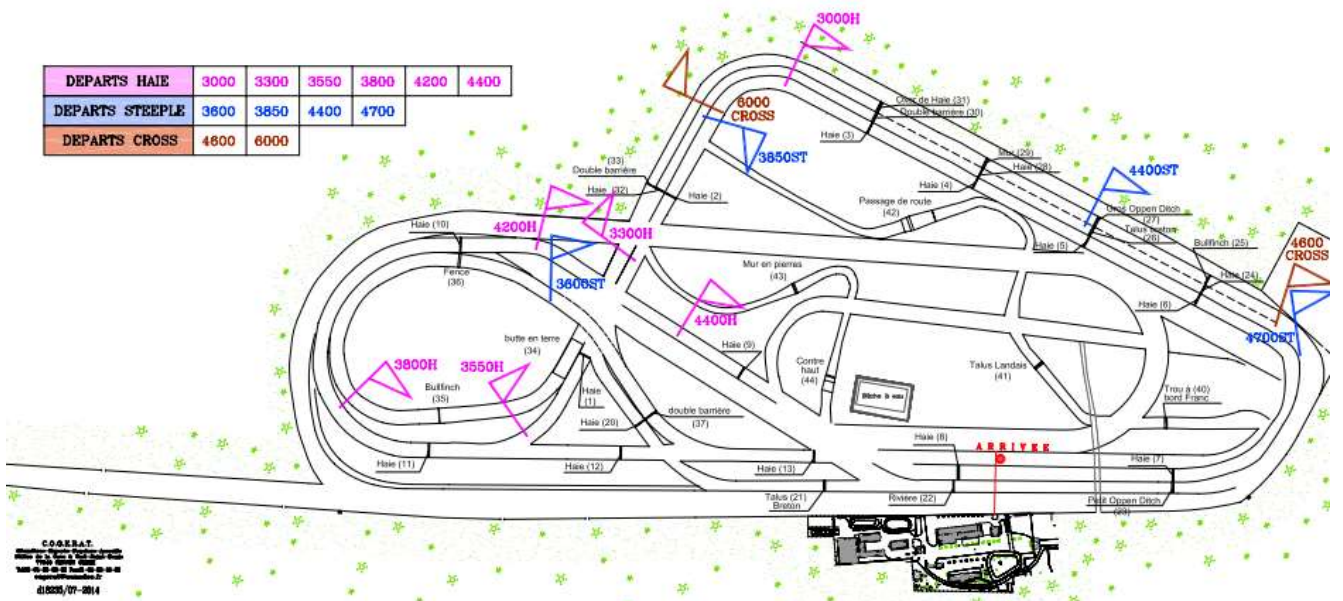 3000H
DEPARTS HAIE 3000 3300 3550 3800 4200 4400
DEPARTS STEEPLE 3600 3850 4400 4700
DEPARTS CROSS 4600 6000
6000
CROSS
Oxer de Haie (31)
Double barrière (30)
Haie (3)
3850ST
Mur (29)
Haie (28)
(33)
Double barrière
Haie (32)
Haie (2)
Haie (4)
4400ST
Passage de route
(42)
Gros Oppen Ditch
(27)
Talus breton
(26)
Bullfinch (25)
Haie (10)
4200H
3300H
Haie (5)
4600
CROSS
Haie (24)
Fence
(36)
3600ST
Mur en pierres
(43)
Haie (6)
4400H
4700ST
butte en terre
(34)
Haie (9)
3800H
3550H
Contre
haut
(44)
Talus Landais
(41)
Bullfinch
(35)
Haie
(1)
Trou à (40)
bord Franc
Haie (20)
double barrière
(37)
Haie (8)
ARRIVEE
Haie (11)
Haie (12)
Haie (13)
Haie (7)
Talus (21)
Breton
Rivière (22)
Petit Oppen Ditch
(23)
C.O.G.E.R.A.T.
d18235/07-2014